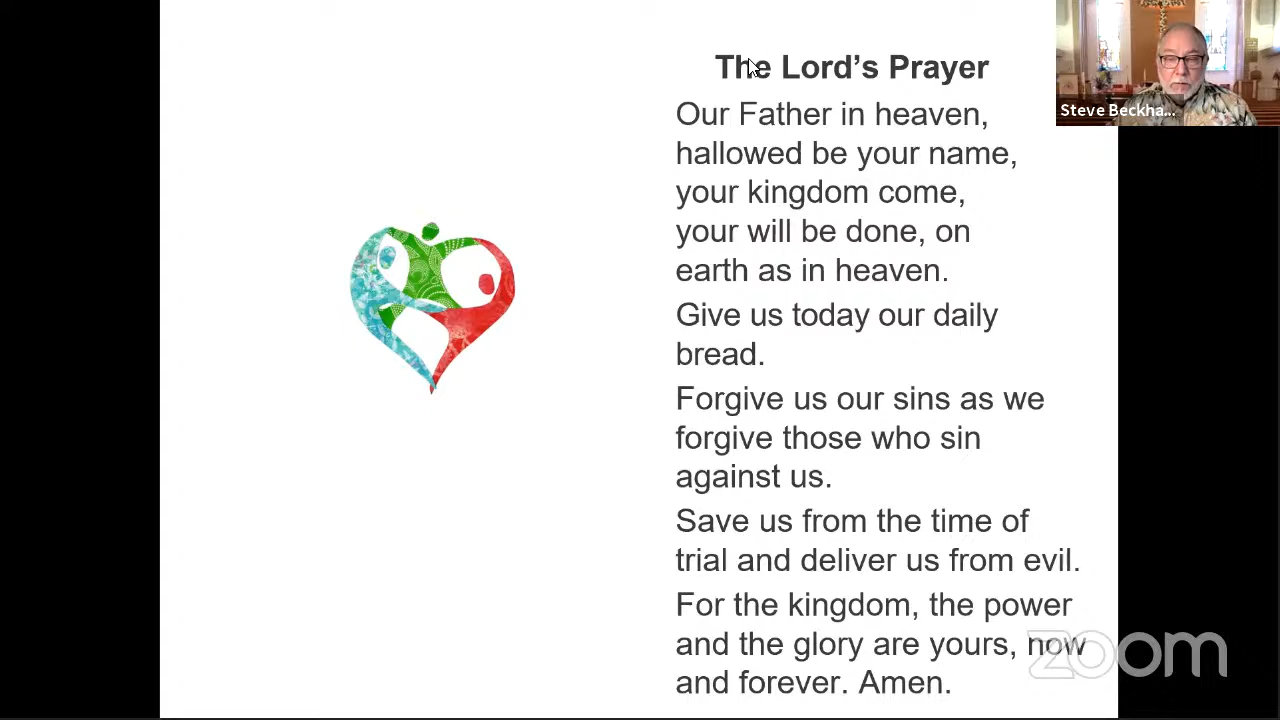 The Lord's Prayer
Our Father in heaven,
hallowed be your name,
your kingdom come,
your will be done, on
earth as in heaven.
Give us today our daily
bread.
Forgive us our sins as we
forgive those who sin
against us.
Save us from the time of
trial and deliver us from evil.
For the kingdom, the power
and the glory are yours, now
and forever. Amen.
Steve Beckha...
zoom